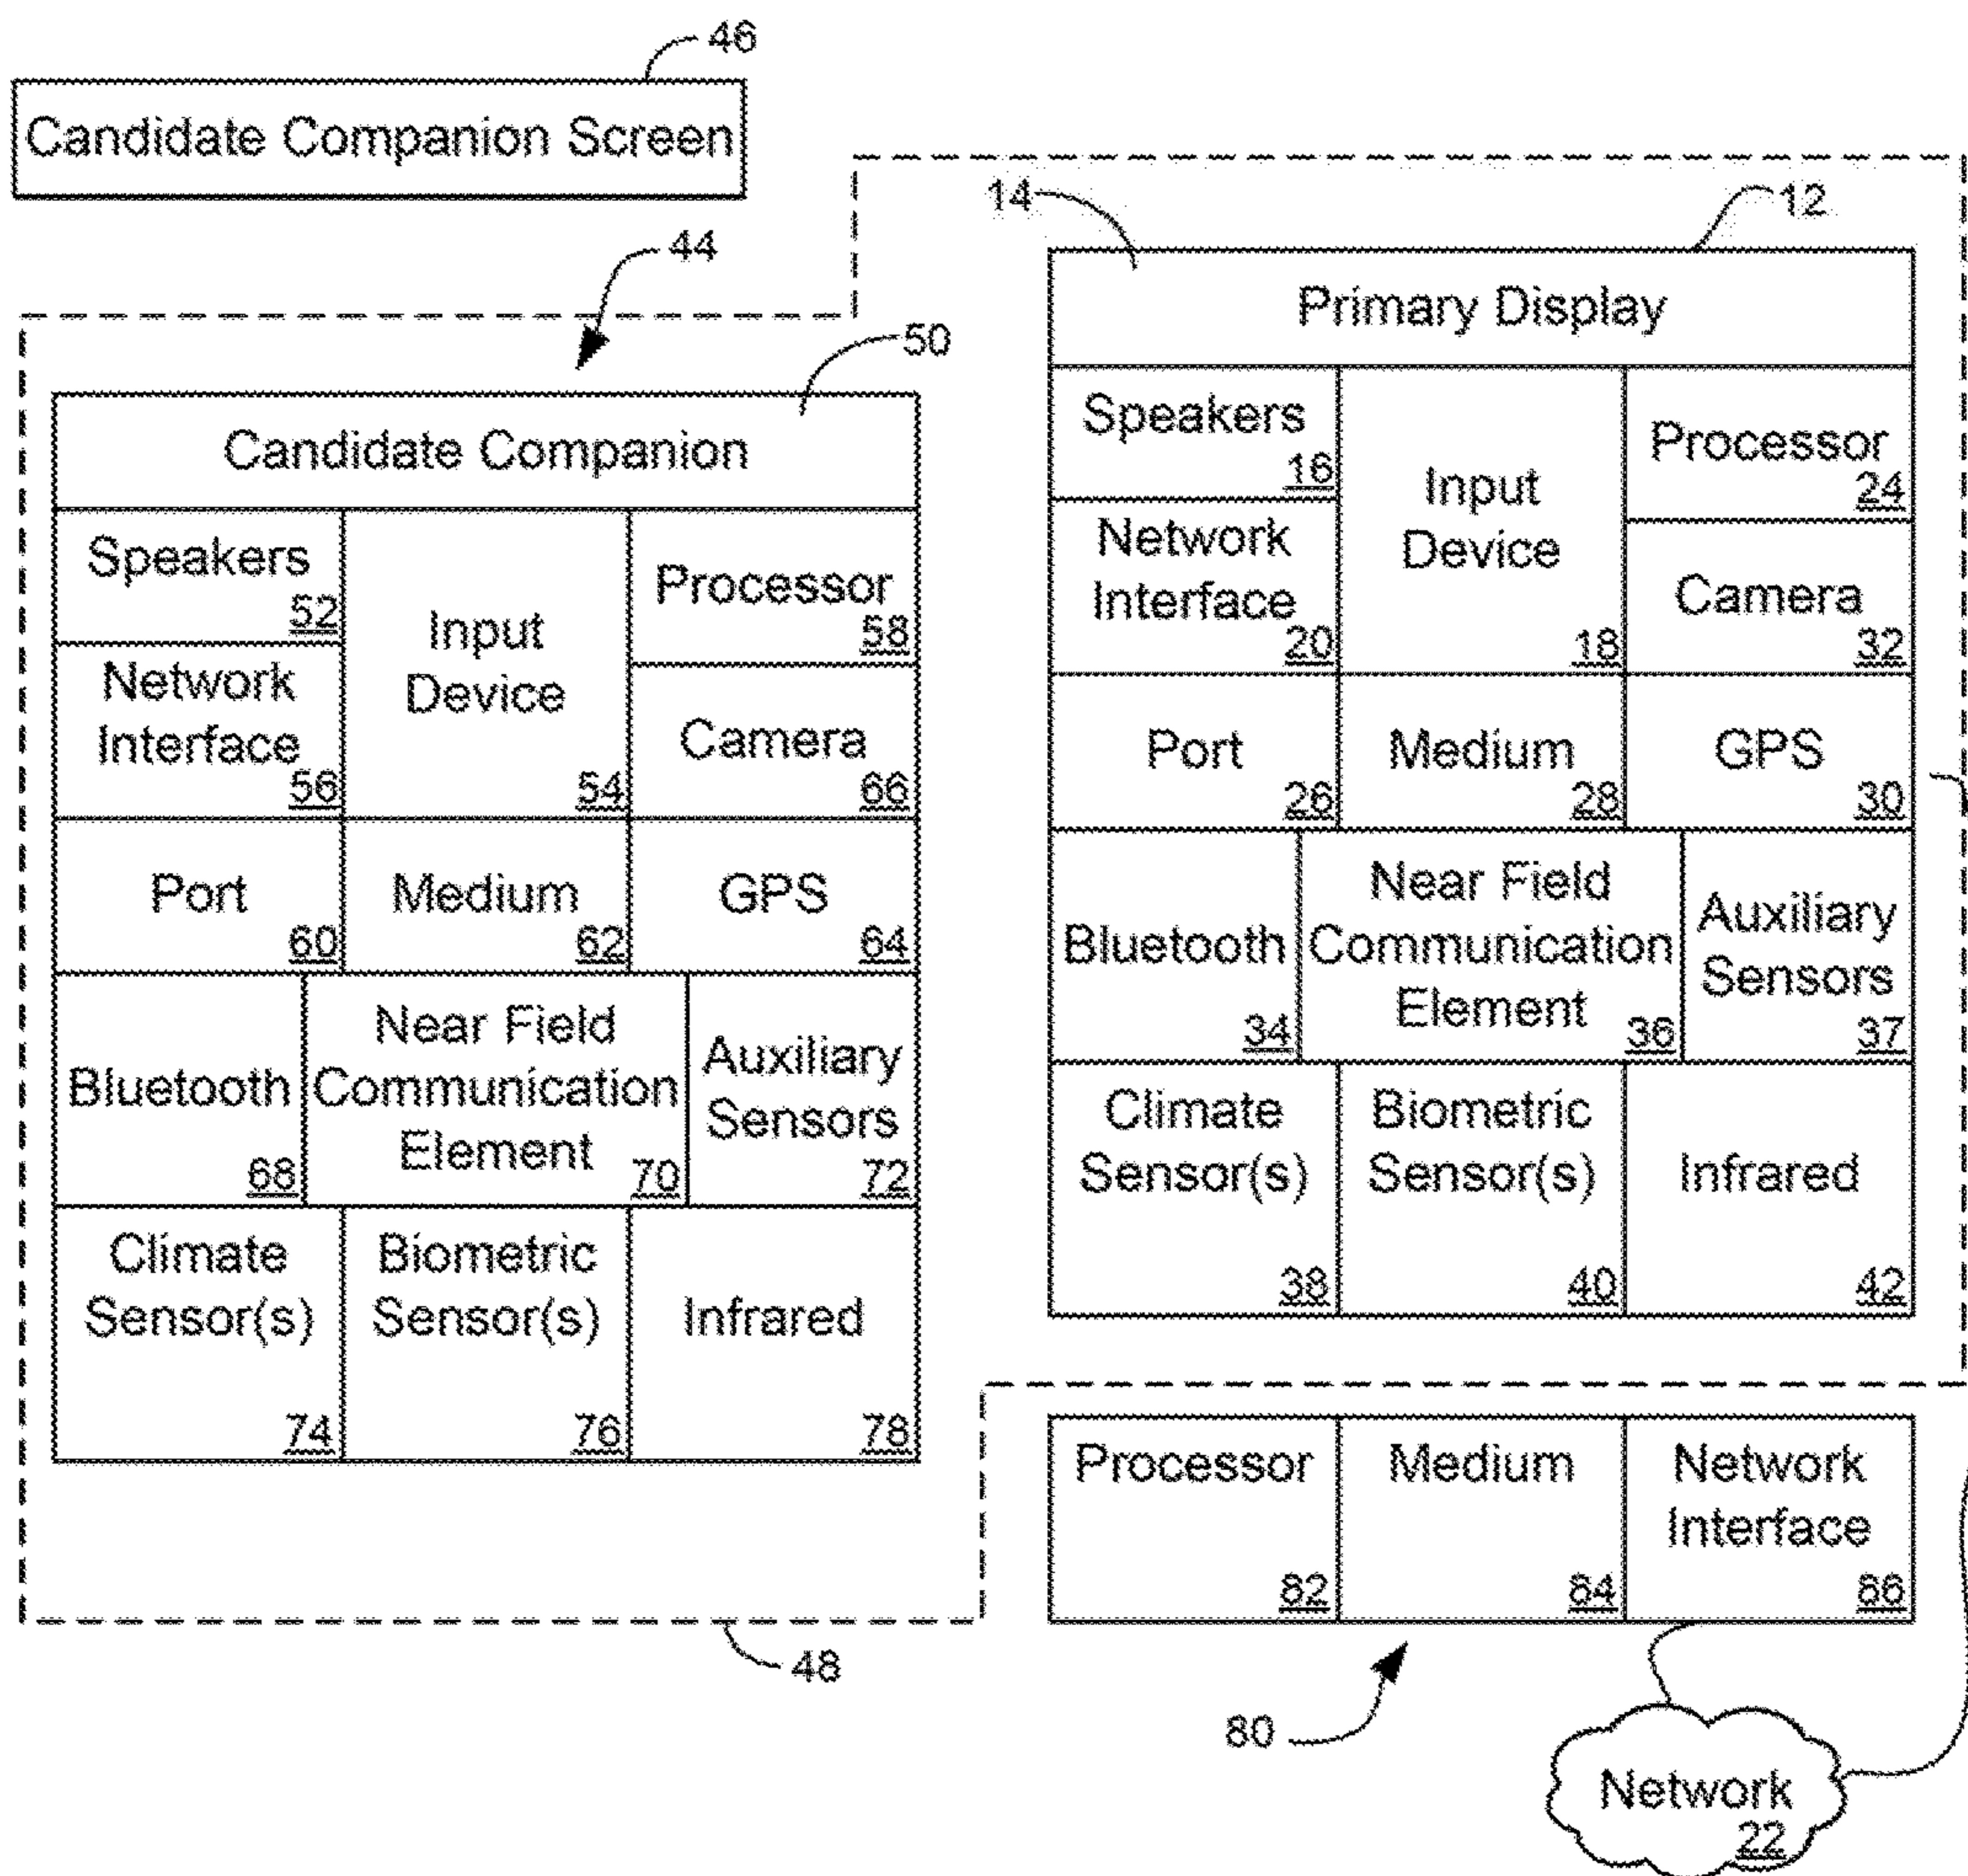 46
Candidate Companion Screen
14
12
44
Primary Display
50
Speakers
16
Input
Device
18
Processor
24
Network
Interface
20
Camera
32
Port
26
Medium
28
GPS
30
Bluetooth
34
Near Field
Communication
Element
36
Auxiliary
Sensors
37
Climate
Sensor(s)
38
Biometric
Sensor(s)
40
Infrared
42
Candidate Companion
Speakers
52
Input
Device
54
Processor
58
Network
Interface
56
Camera
66
Port
60
Medium
62
GPS
64
Bluetooth
68
Near Field
Communication
Element
70
Auxiliary
Sensors
72
Climate
Sensor(s)
74
Biometric
Sensor(s)
76
Infrared
78
48
Processor
82
Medium
84
Network
Interface
86
80
Network
22